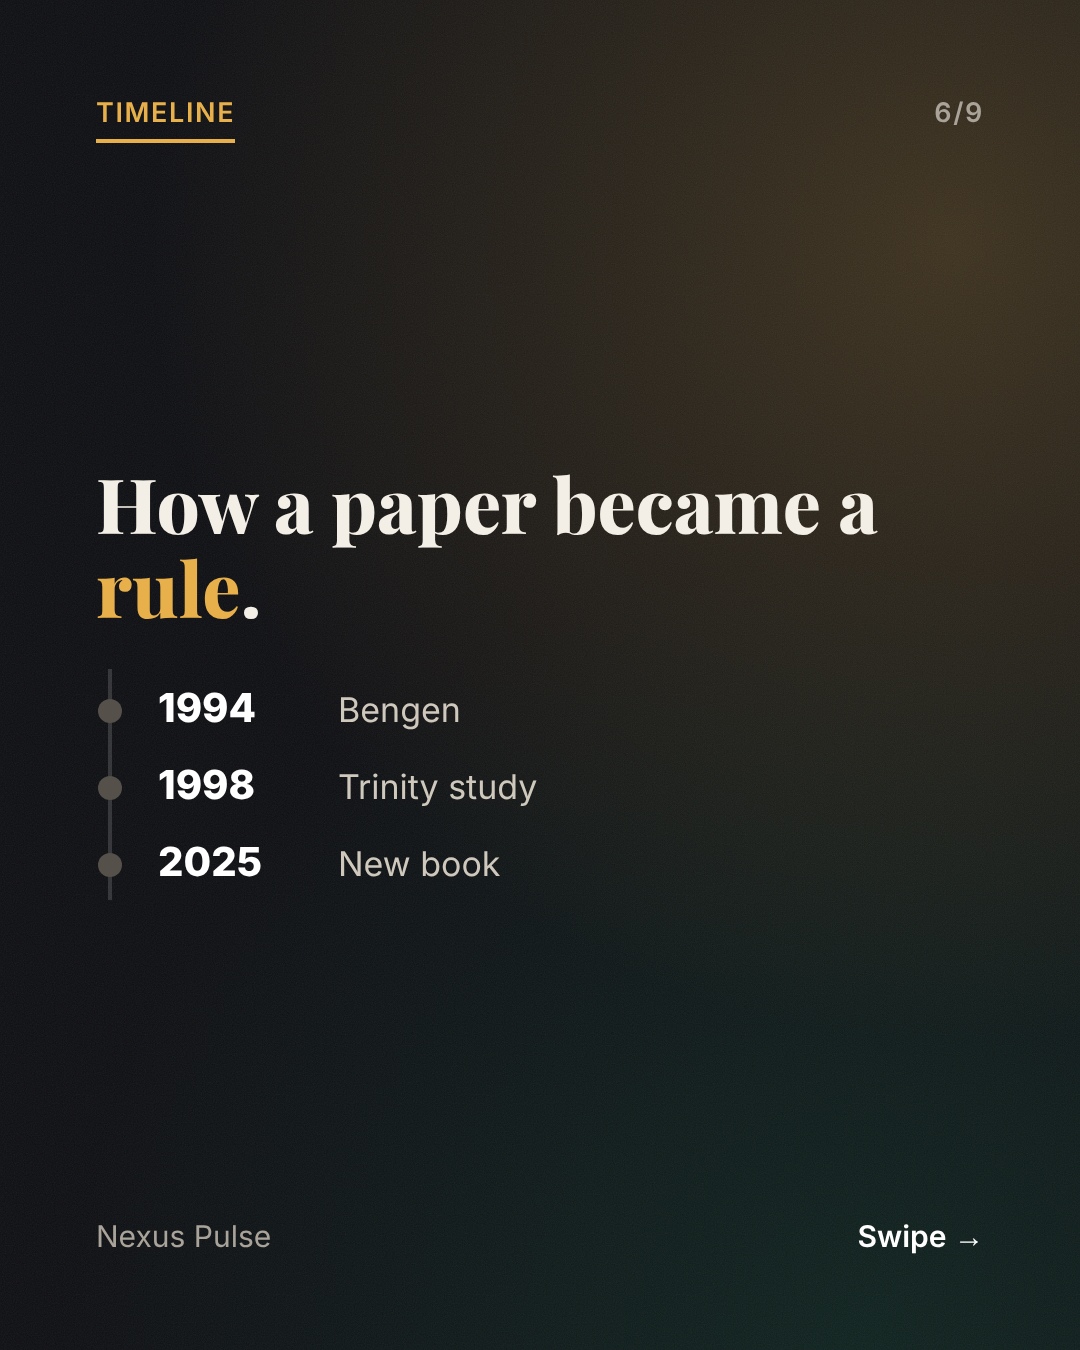 TIMELINE
6/9
How a paper became a
rule.
1994 Bengen
1998 Trinity study
2025 New book
Nexus Pulse
Swipe →